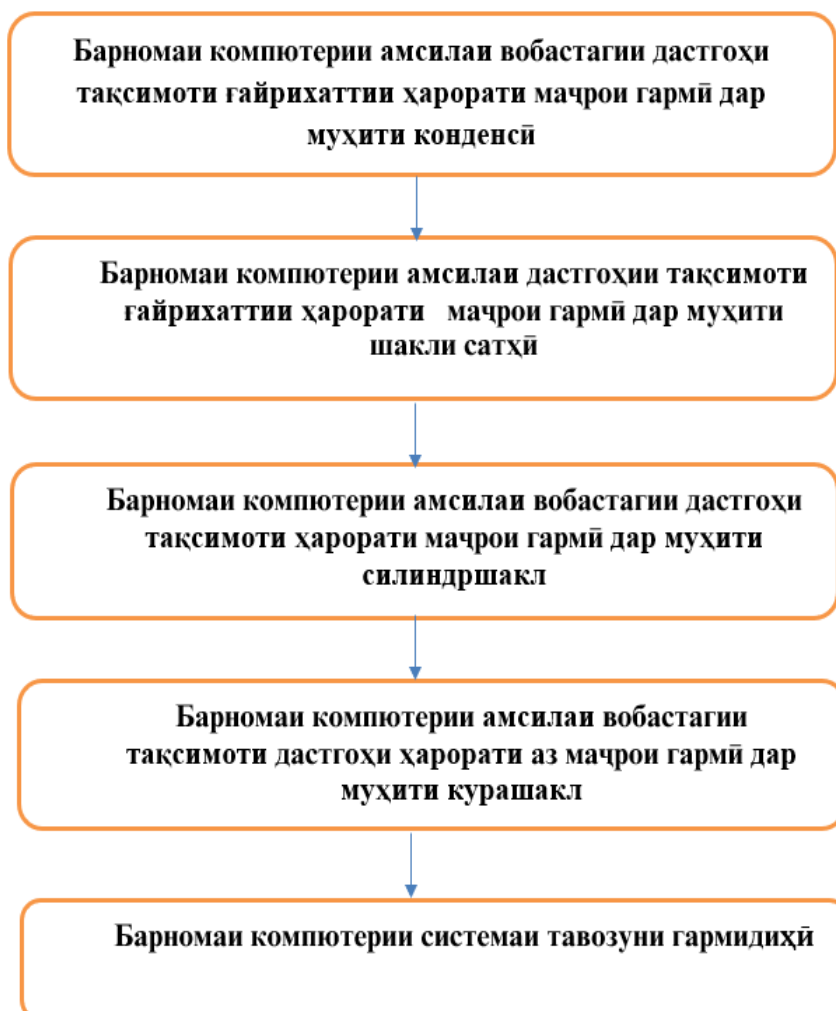 Барномаи компютерии амсилаи вобастагии дастгоҳи
тақсимоти ғайрихаттии ҳарорати маҷрои гармӣ дар
муҳити конденсӣ
Барномаи компютерии амсилаи дастгоҳии тақсимоти
ғайрихаттии ҳарорати маҷрои гармӣ дар муҳити
шакли сатҳӣ
Барномаи компютерии амсилаи вобастагии дастгоҳи
тақсимоти ҳарорати маҷрои гармӣ дар муҳити
силиндршакл
Барномаи компютерии амсилаи вобастагии
тақсимоти дастгоҳи ҳарорати аз маҷрои гармӣ дар
муҳити курашакл
Барномаи компютерии системаи тавозуни гармидиҳӣ